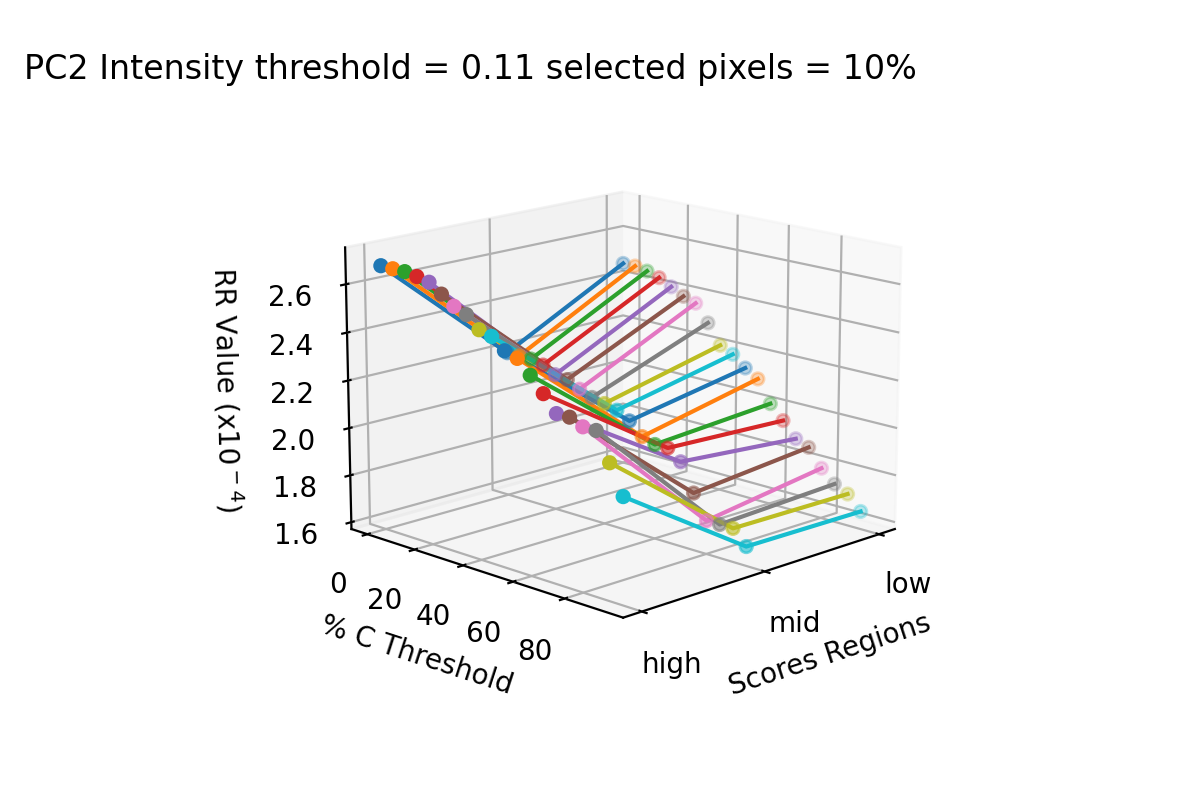 PC2 Intensity threshold = 0.11 selected pixels = 10%
RR Value (x10⁻⁴)
2.6
2.4
2.2
2.0
1.8
1.6
0
20
40
60
80
% C Threshold
high
mid
low
Scores Regions